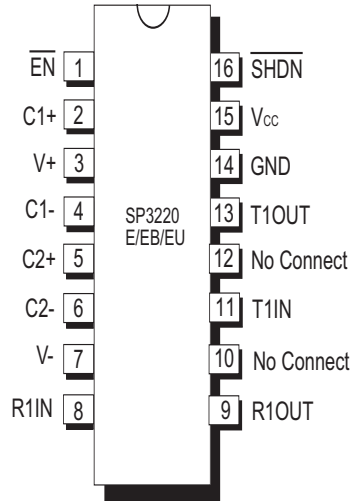 EN 1
C1+ 2
V+ 3
C1- 4
C2+ 5
C2- 6
V- 7
R1IN 8
SP3220
E/EB/EU
16 SHDN
15 Vcc
14 GND
13 T1OUT
12 No Connect
11 T1IN
10 No Connect
9 R1OUT